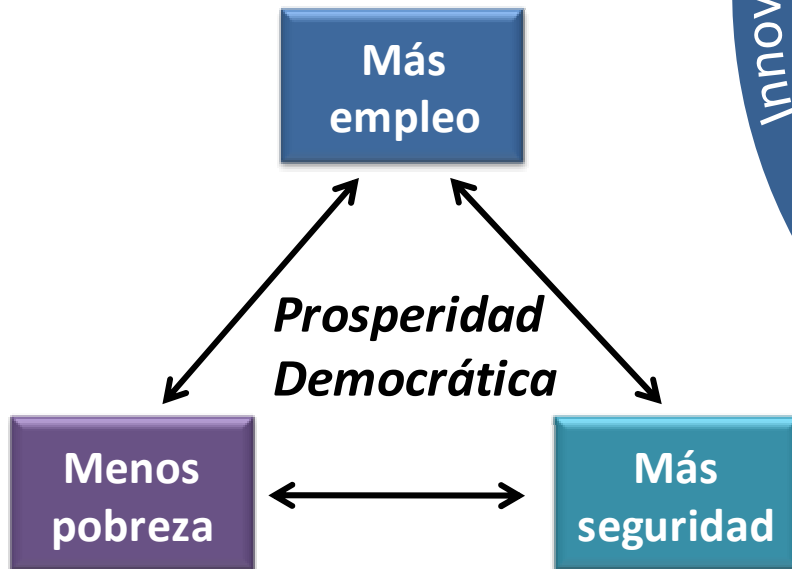 Más
empleo
Prosperidad
Democrática
Menos
pobreza
Más
seguridad